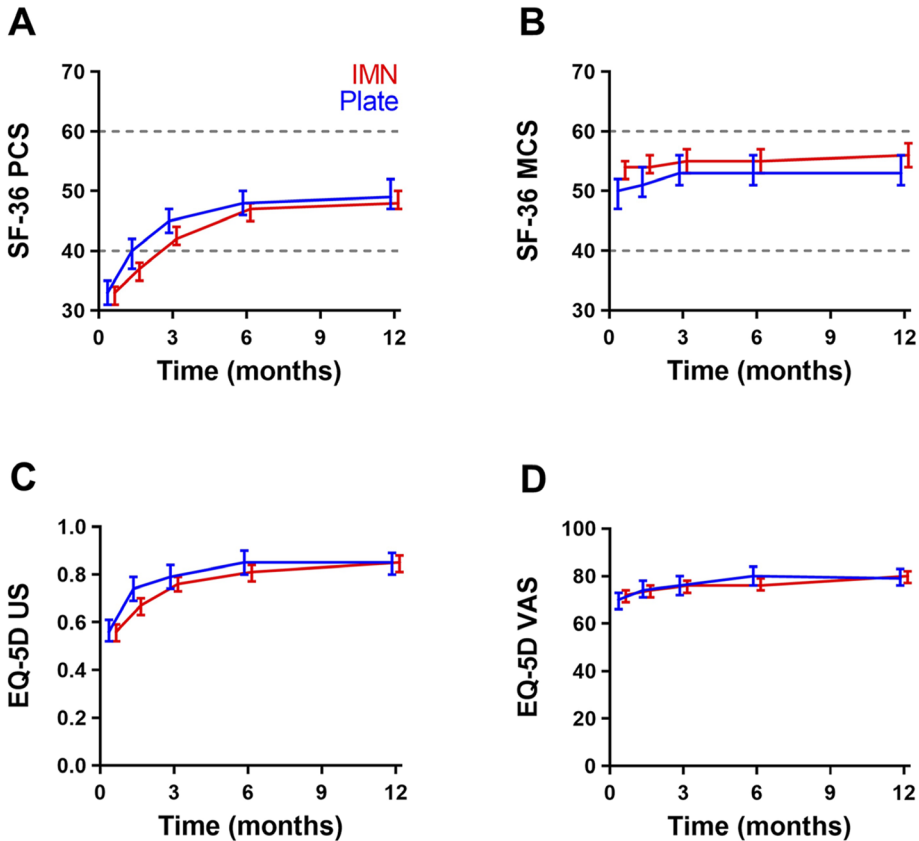 A
IMN
Plate
SF-36 PCS
70
60
50
40
30
0 3 6 9 12
Time (months)
B
SF-36 MCS
70
60
50
40
30
0 3 6 9 12
Time (months)
C
EQ-5D US
1.0
0.8
0.6
0.4
0.2
0.0
0 3 6 9 12
Time (months)
D
EQ-5D VAS
100
80
60
40
20
0
0 3 6 9 12
Time (months)